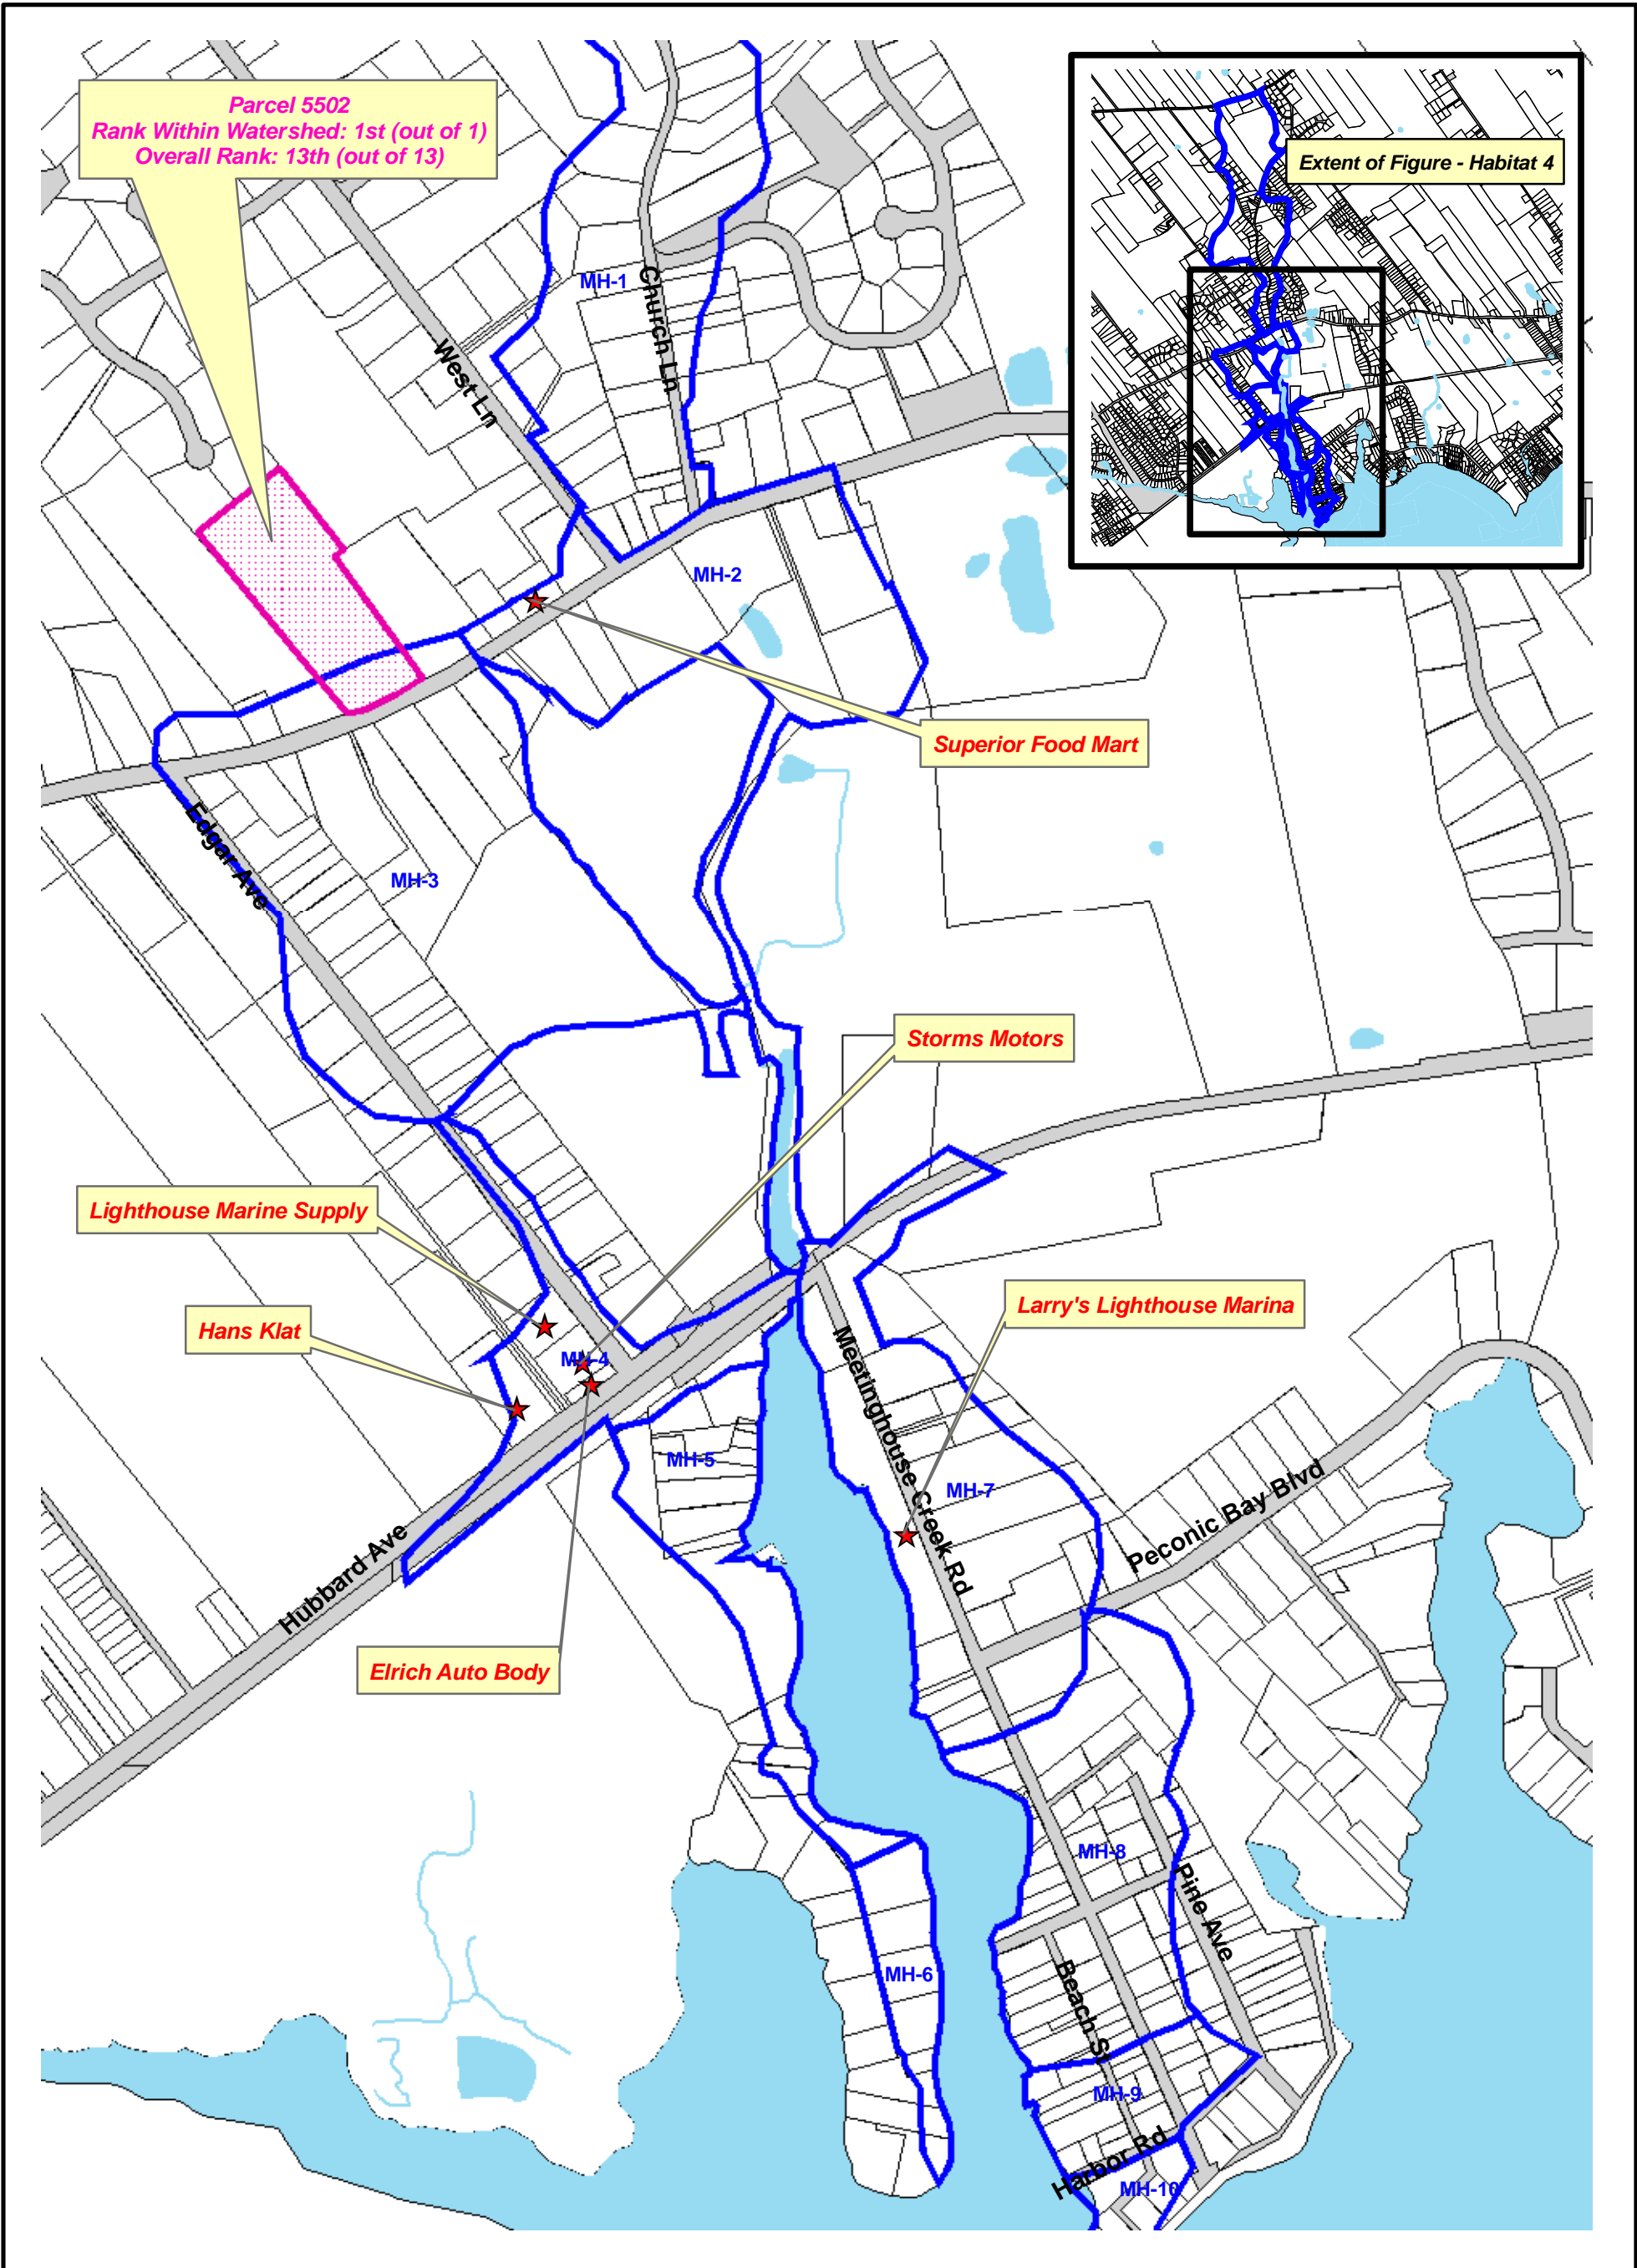 Parcel 5502
Rank Within Watershed: 1st (out of 1)
Overall Rank: 13th (out of 13)
Extent of Figure - Habitat 4
MH-1
Church Ln
West Ln
MH-2
Superior Food Mart
Edgar Ave
MH-3
Storms Motors
Lighthouse Marine Supply
Larry's Lighthouse Marina
Hans Klat
MH-4
Meetinghouse Creek Rd
MH-5
MH-7
Peconic Bay Blvd
Hubbard Ave
Elrich Auto Body
MH-8
Pine Ave
MH-6
Beach St
MH-9
Harbor Rd
MH-10